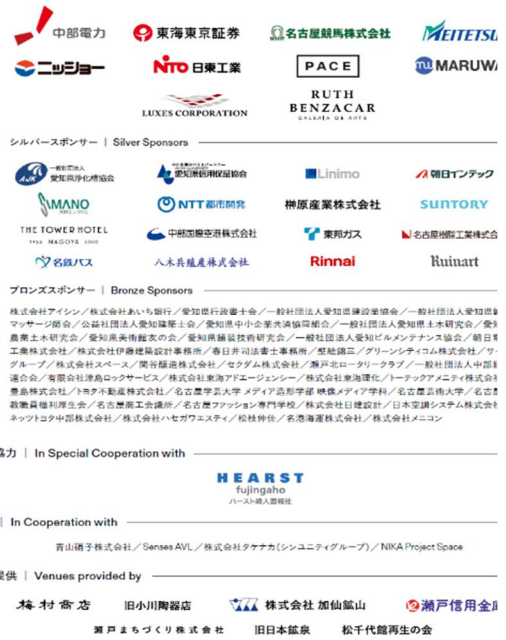 中部電力 東海東京証券 名古屋競馬株式会社 MEITETSU
ニッショー NITO 日東工業 PACE MARUWA
LUXES CORPORATION RUTH BENZACAR GALERIA DE ARTE
シルバースポンサー | Silver Sponsors
一般社団法人 愛知県浄化槽協会 愛知県信用保証協会 Linimo 朝日インテック
MANO NTT都市開発 榊原産業株式会社 SUNTORY
THE TOWER HOTEL NAGOYA 中部国際空港株式会社 東邦ガス 名古屋樹脂工業株式会
名鉄バス 八木兵殖産株式会社 Rinnai Ruinart
ブロンズスポンサー | Bronze Sponsors
株式会社アイシン／株式会社あいち銀行／愛知県行政書士会／一般社団法人愛知県建設業協会／一般社団法人愛知県
マッサージ師会／公益社団法人愛知建築士会／愛知県中小企業共済協同組合／一般社団法人愛知県土木研究会／愛知
農業土木研究会／愛知県美術館友の会／愛知県舗装技術研究会／一般社団法人愛知ビルメンテナンス協会／朝日電
工業株式会社／株式会社伊藤建築設計事務所／春日井司法書士事務所／／グリーンシティコム株式会社／サー
グループ／株式会社スペース／関谷醸造株式会社／セクダム株式会社／瀬戸北ロータリークラブ／一般社団法人中部
連合会／有限会社津島ロックサービス／株式会社東海アドエージェンシー／株式会社東海理化／トーテックアメニティ株式会
豊島株式会社／トヨタ不動産株式会社／名古屋学芸大学 メディア造形学部 映像メディア学科／名古屋芸術大学／名古屋
教職員福利厚生会／名古屋商工会議所／名古屋ファッション専門学校／株式会社日建設計／日本空調システム株式会社
ネッツトヨタ中部株式会社／株式会社ハセガワエスティ／松枝伸仕／名港海運株式会社／株式会社メニコン
協力 | In Special Cooperation with
HEARST
fujingaho
ハースト婦人画報社
| In Cooperation with
青山硝子株式会社／Senses AVL／株式会社タケナカ（シンユニティグループ）／NIKA Project Space
提供 | Venues provided by
梅村商店 旧小川陶器店 株式会社 加仙鉱山 瀬戸信用金庫
瀬戸まちづくり株式会社 旧日本鉱泉 松千代館再生の会